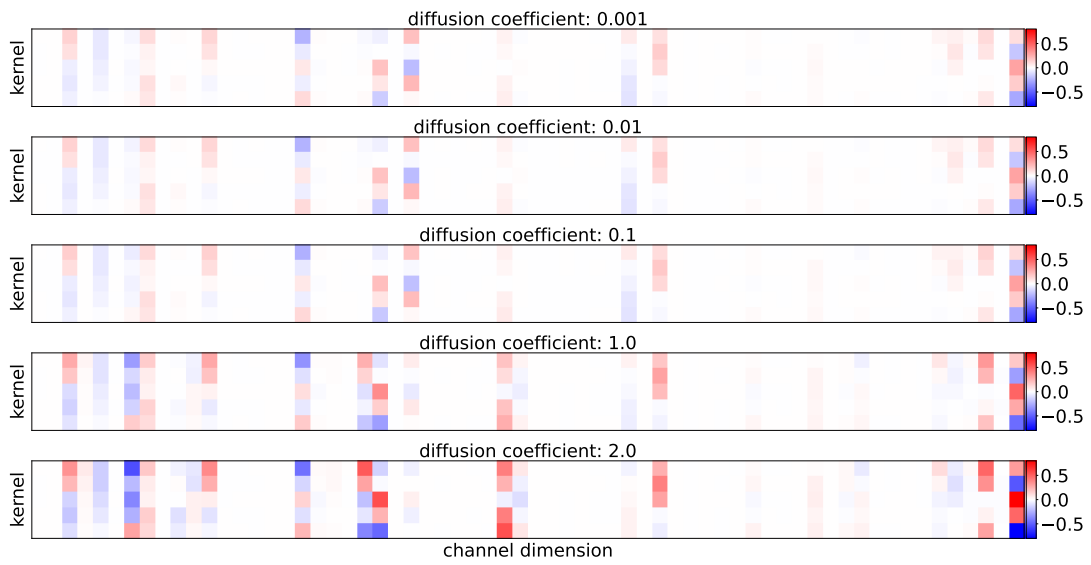 diffusion coefficient: 0.001
kernel
0.5
0.0
−0.5
diffusion coefficient: 0.01
kernel
0.5
0.0
−0.5
diffusion coefficient: 0.1
kernel
0.5
0.0
−0.5
diffusion coefficient: 1.0
kernel
0.5
0.0
−0.5
diffusion coefficient: 2.0
kernel
0.5
0.0
−0.5
channel dimension